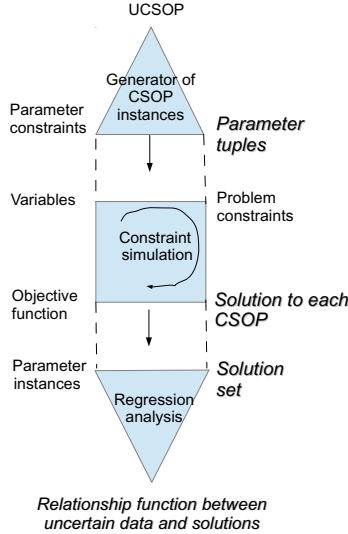 UCSOP
Generator of
CSOP
instances
Parameter
constraints
Parameter
tuples
Variables
Problem
constraints
Constraint
simulation
Objective
function
Solution to each
CSOP
Parameter
instances
Solution
set
Regression
analysis
Relationship function between
uncertain data and solutions